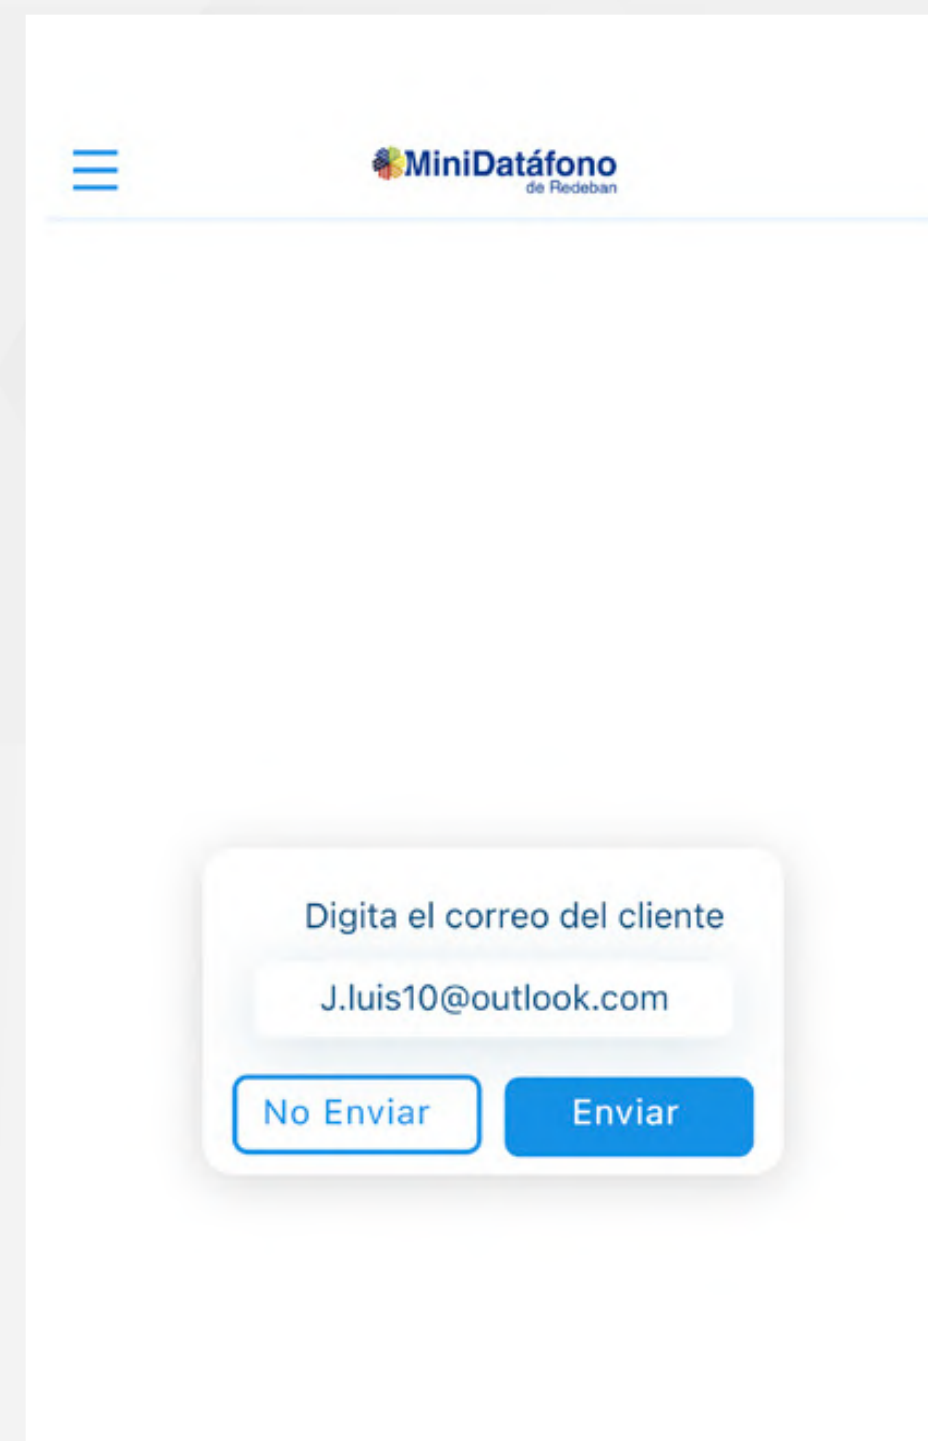 MiniDatáfono
de Redeban
Digita el correo del cliente
J.luis10@outlook.com
No Enviar
Enviar